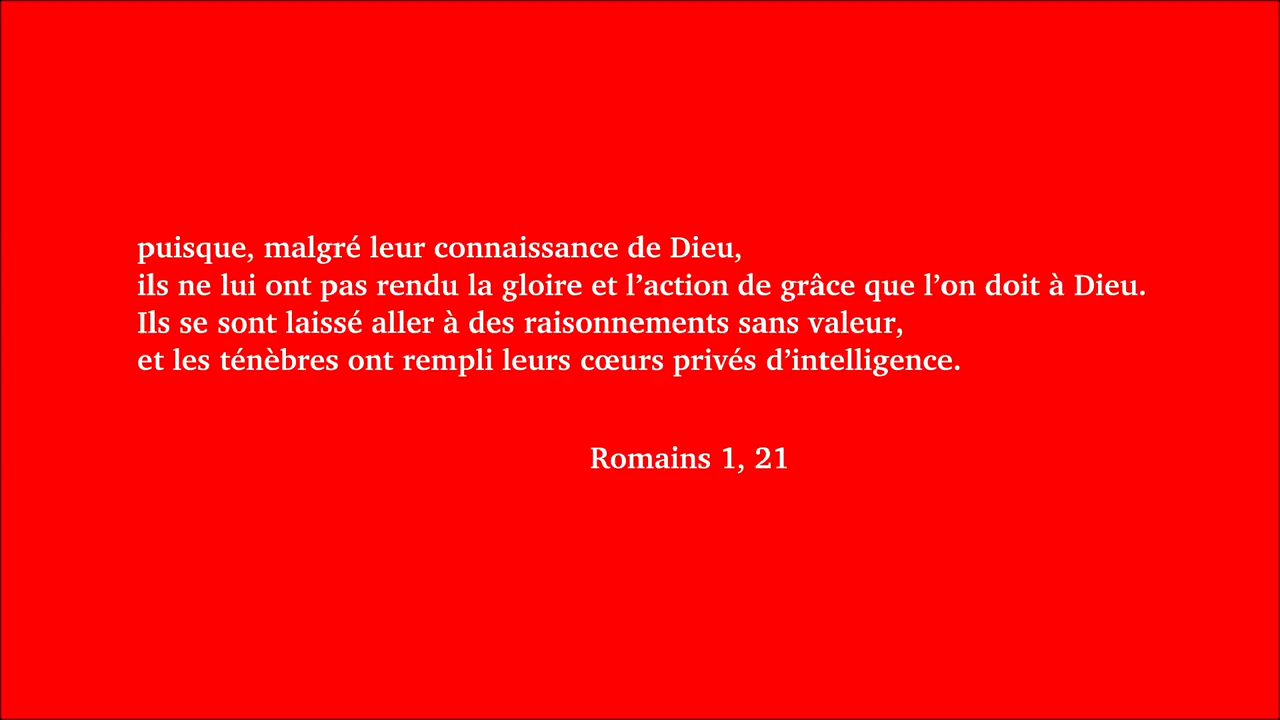 puisque, malgré leur connaissance de Dieu,
ils ne lui ont pas rendu la gloire et l’action de grâce que l’on doit à Dieu.
Ils se sont laissé aller à des raisonnements sans valeur,
et les ténèbres ont rempli leurs cœurs privés d’intelligence.
Romains 1, 21